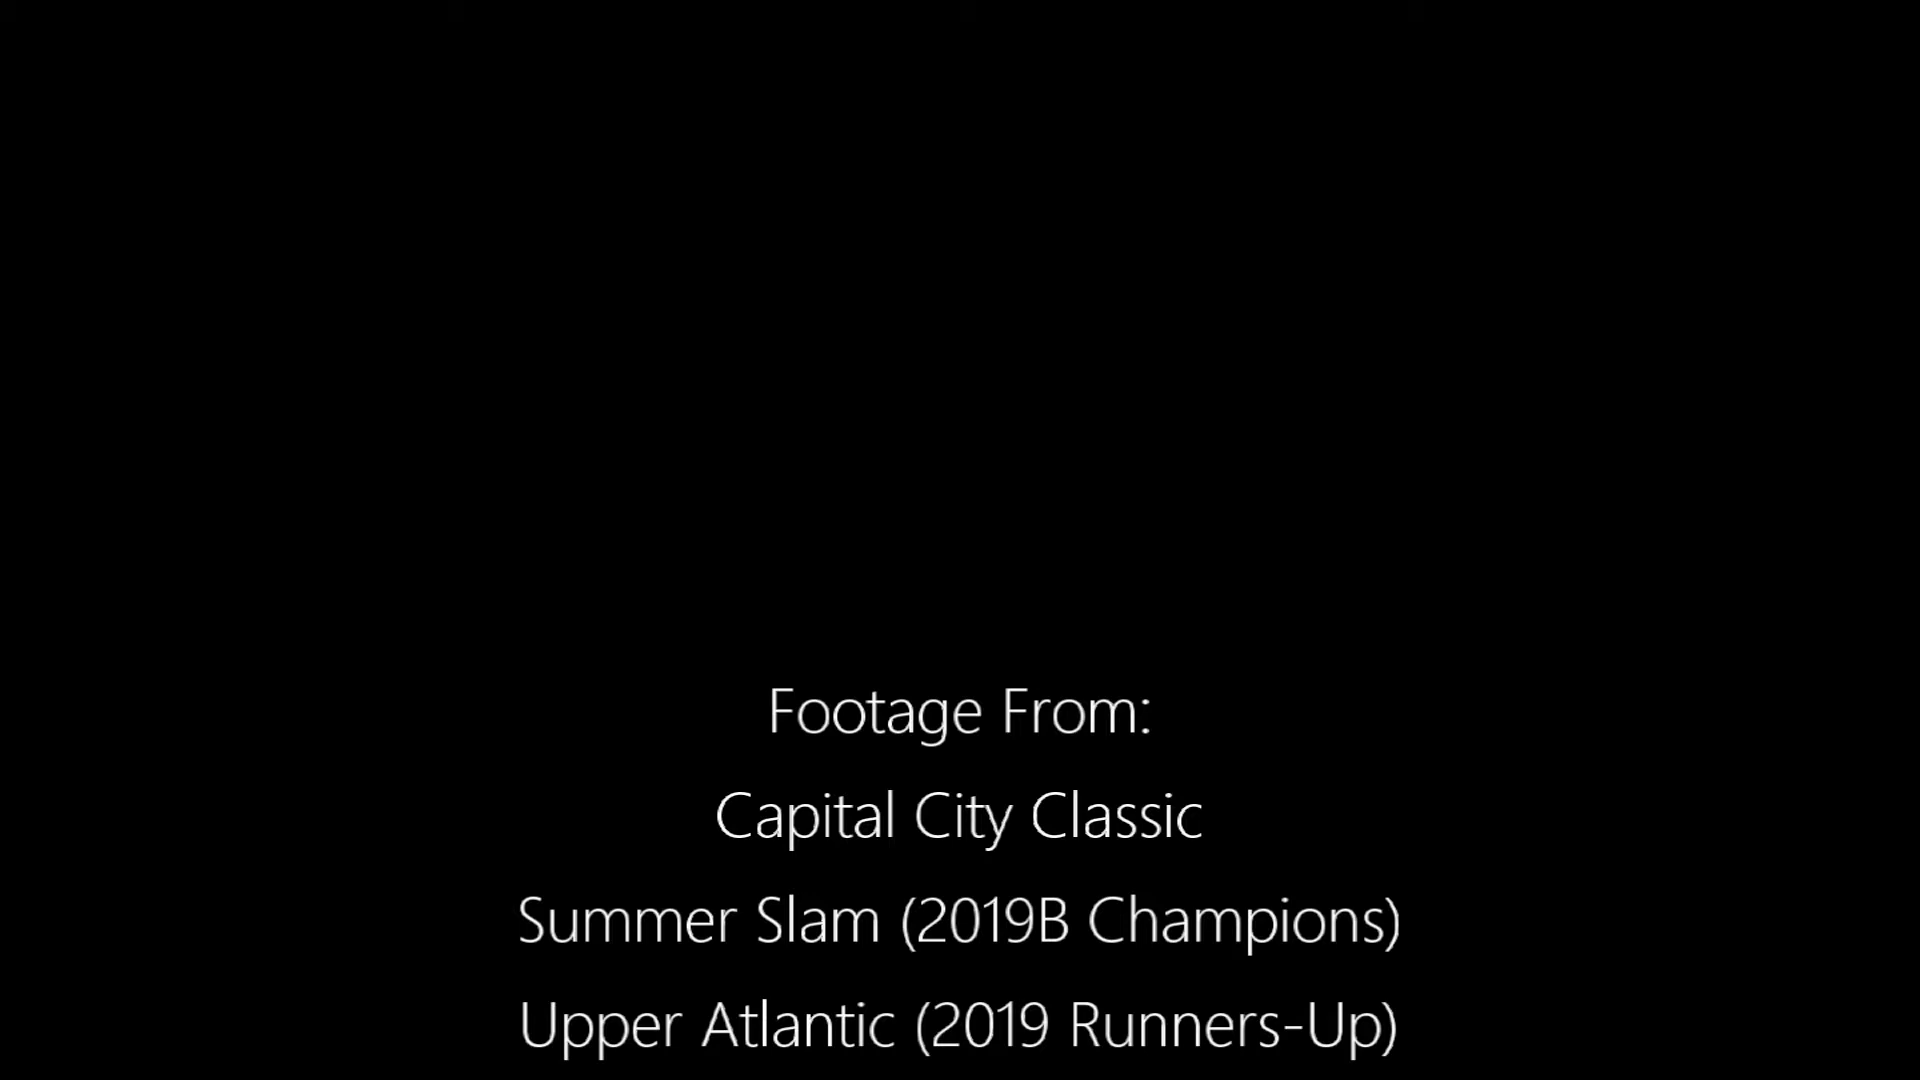 Footage From:
Capital City Classic
Summer Slam (2019B Champions)
Upper Atlantic (2019 Runners-Up)